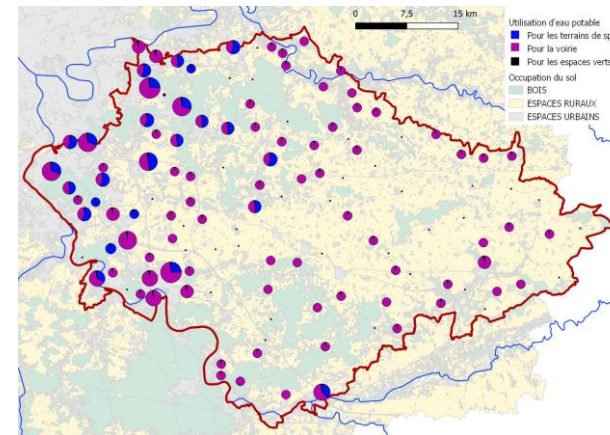 0 7.5 15 km
Utilisation d'eau potable
Pour les terrains de sp
Pour la voirie
Pour les espaces verts
Occupation du sol
BOIS
ESPACES RURAUX
ESPACES URBAINS